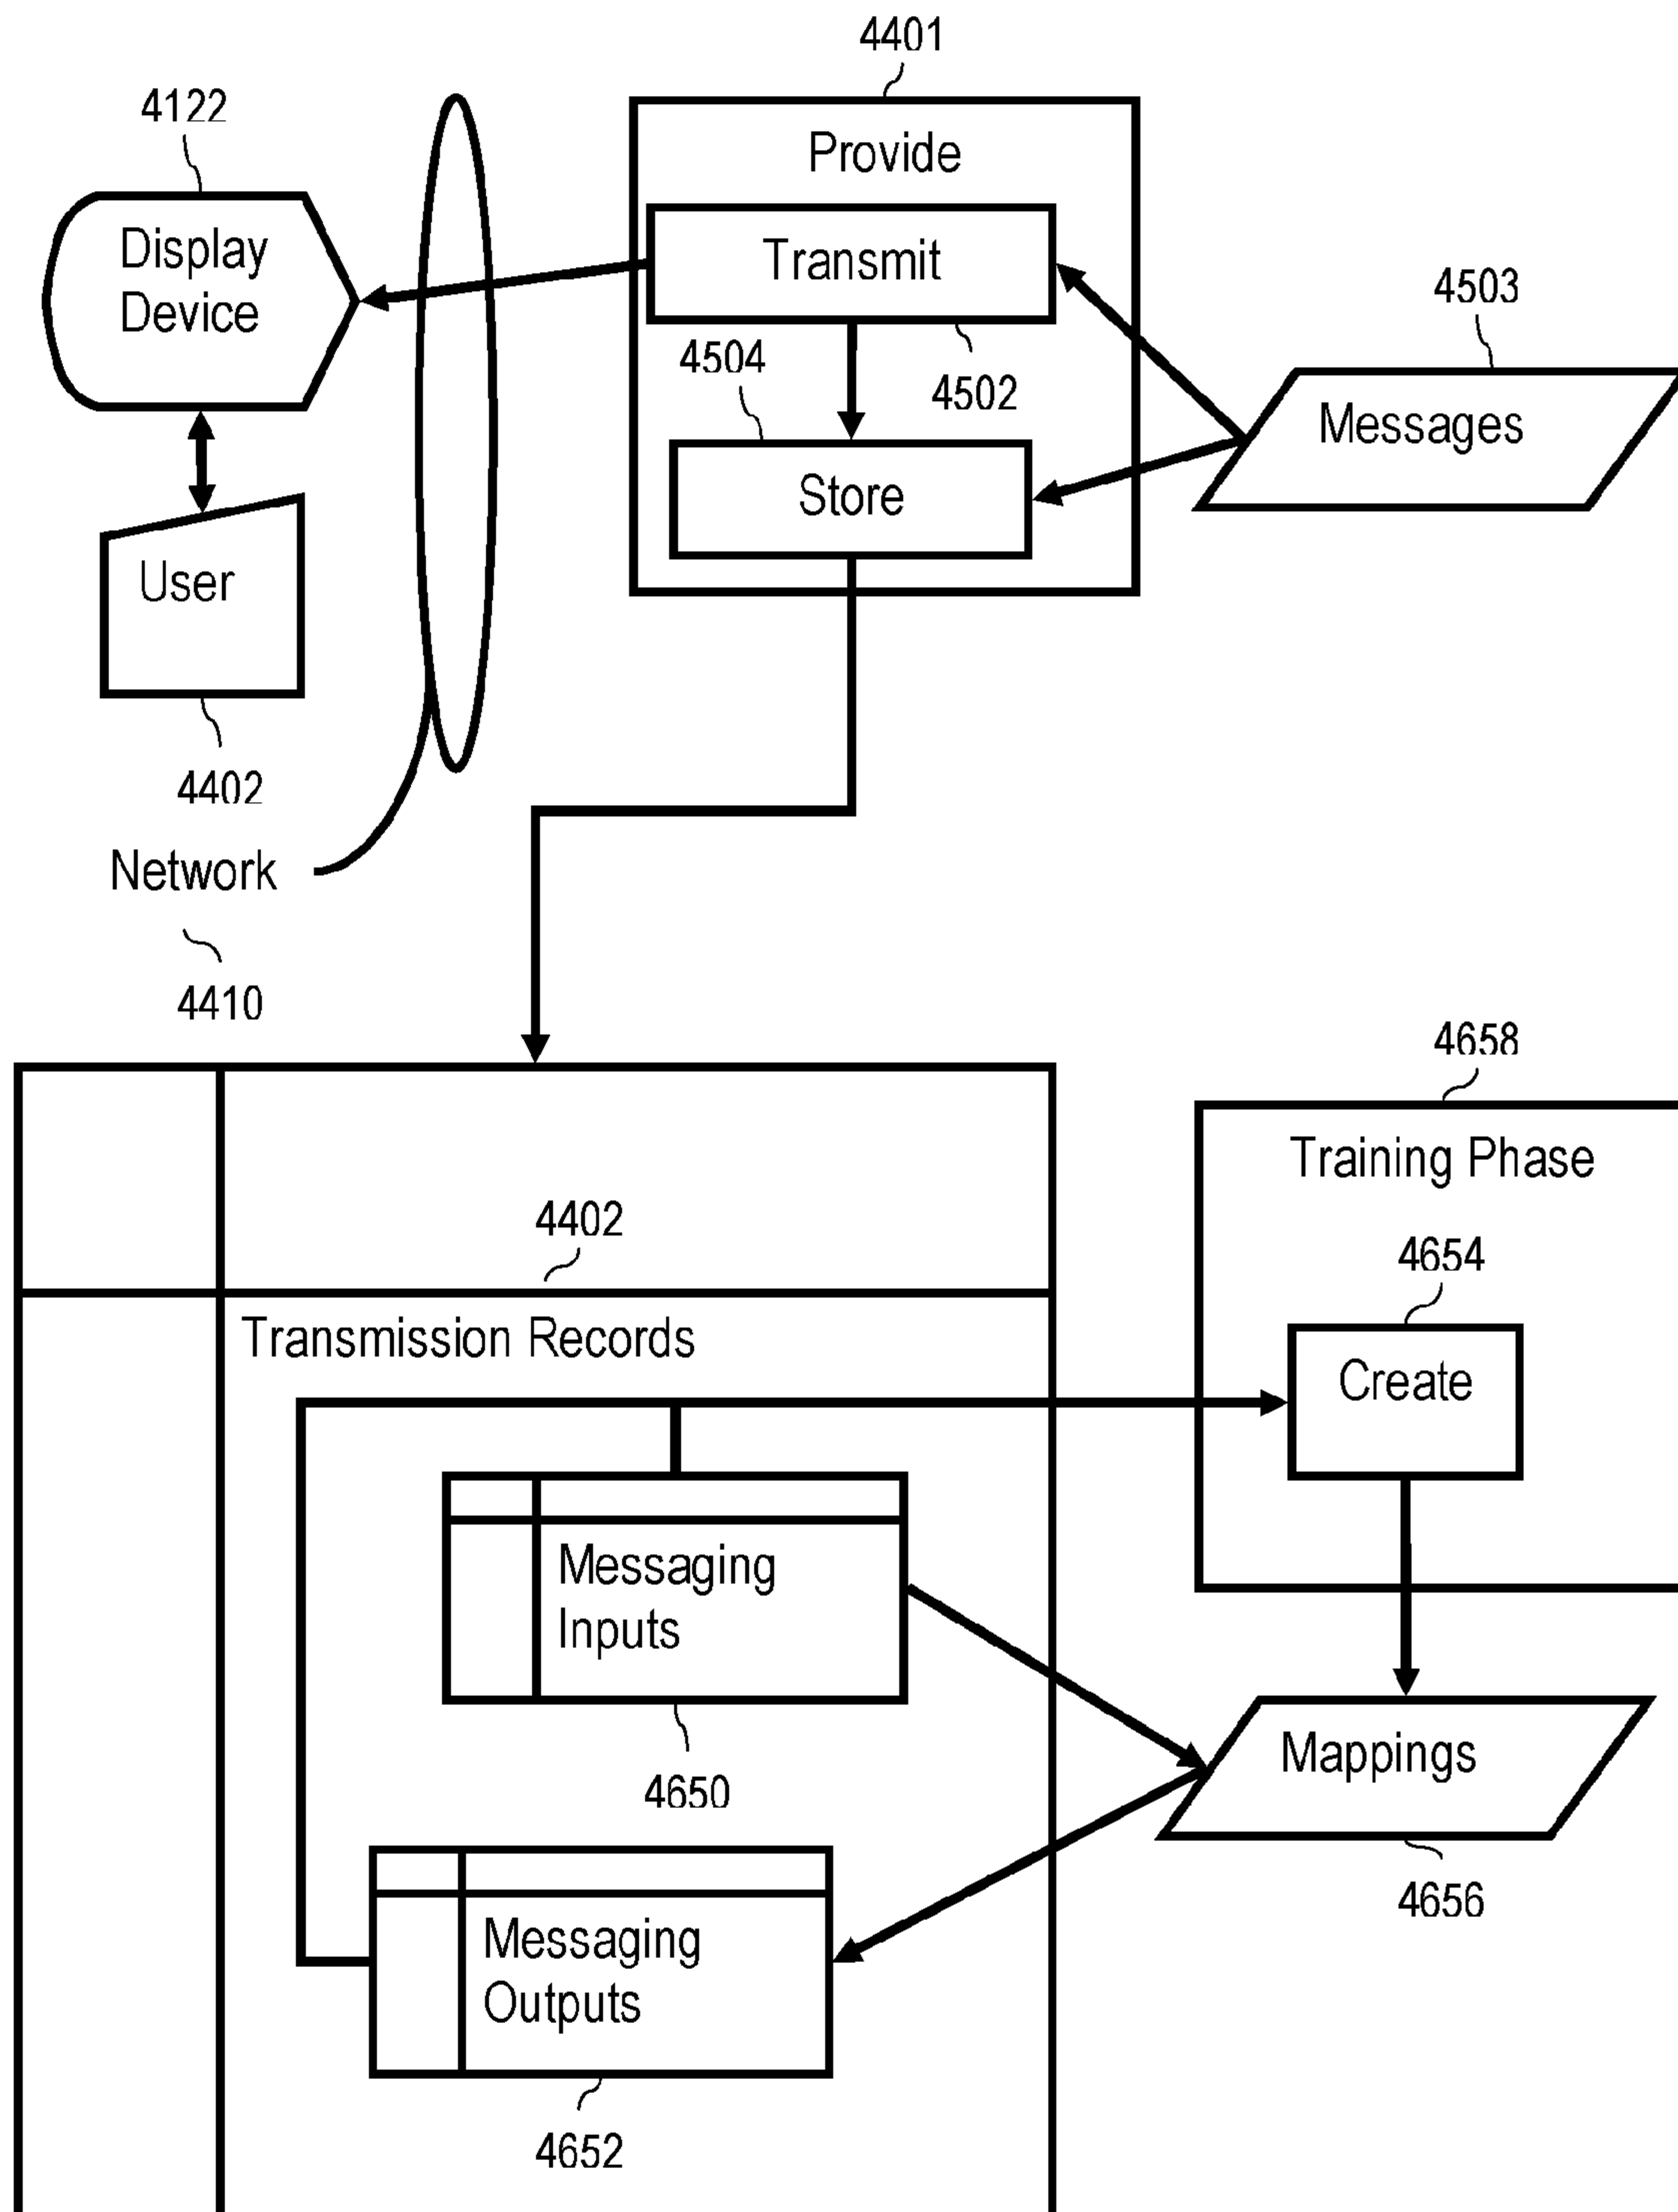 4401
4122
Provide
Display
Device
Transmit
4503
4504
4502
Messages
Store
User
4402
Network
4410
4658
Training Phase
4402
4654
Transmission Records
Create
Messaging
Inputs
Mappings
4650
4656
Messaging
Outputs
4652